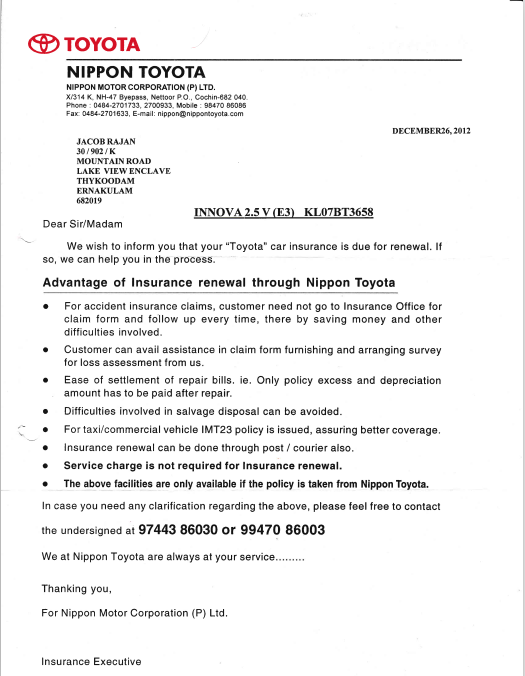 TOYOTA
NIPPON TOYOTA
NIPPON MOTOR CORPORATION (P) LTD.
X/314 K, NH-47 Byepass, Nettoor P.O., Cochin-682 040.
Phone : 0484-2701733, 2700933, Mobile : 98470 86086
Fax: 0484-2701633, E-mail: nippon@nippontoyota.com
DECEMBER26, 2012
JACOB RAJAN
30 / 902 / K
MOUNTAIN ROAD
LAKE VIEW ENCLAVE
THYKOODAM
ERNAKULAM
682019
INNOVA 2.5 V (E3) KL07BT3658
Dear Sir/Madam
We wish to inform you that your "Toyota" car insurance is due for renewal. If
so, we can help you in the process.
Advantage of Insurance renewal through Nippon Toyota
● For accident insurance claims, customer need not go to Insurance Office for
claim form and follow up every time, there by saving money and other
difficulties involved.
● Customer can avail assistance in claim form furnishing and arranging survey
for loss assessment from us.
● Ease of settlement of repair bills. ie. Only policy excess and depreciation
amount has to be paid after repair.
● Difficulties involved in salvage disposal can be avoided.
● For taxi/commercial vehicle IMT23 policy is issued, assuring better coverage.
● Insurance renewal can be done through post / courier also.
● Service charge is not required for Insurance renewal.
● The above facilities are only available if the policy is taken from Nippon Toyota.
In case you need any clarification regarding the above, please feel free to contact
the undersigned at 97443 86030 or 99470 86003
We at Nippon Toyota are always at your service.........
Thanking you,
For Nippon Motor Corporation (P) Ltd.
Insurance Executive